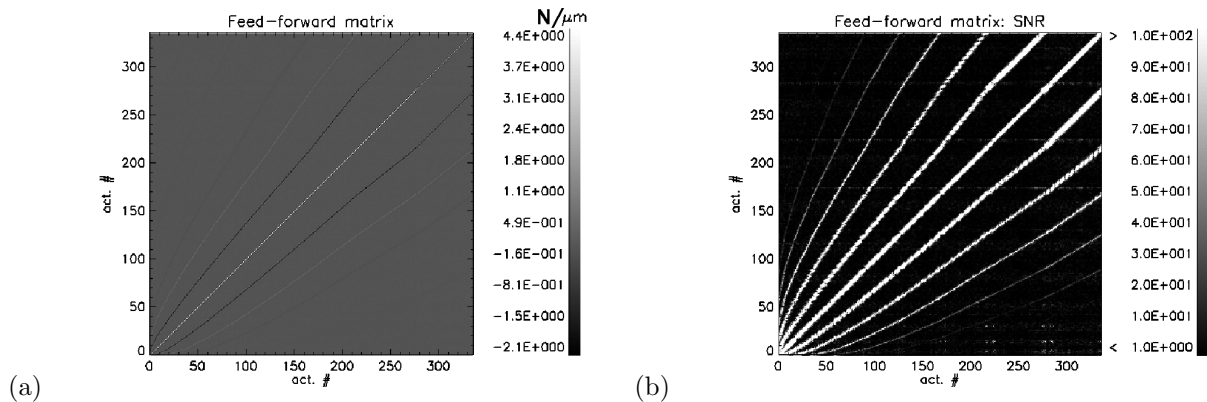 Feed-forward matrix
N/μm
4.4E+000
3.7E+000
3.1E+000
2.4E+000
1.8E+000
1.1E+000
4.9E-001
-1.6E-001
-8.1E-001
-1.5E+000
-2.1E+000
300
250
200
150
100
50
0
act. #
0 50 100 150 200 250 300
act. #
(a)
Feed-forward matrix: SNR
> 1.0E+002
9.0E+001
8.0E+001
7.0E+001
6.0E+001
5.0E+001
4.0E+001
3.0E+001
2.0E+001
1.0E+001
< 1.0E+000
300
250
200
150
100
50
0
act. #
0 50 100 150 200 250 300
act. #
(b)